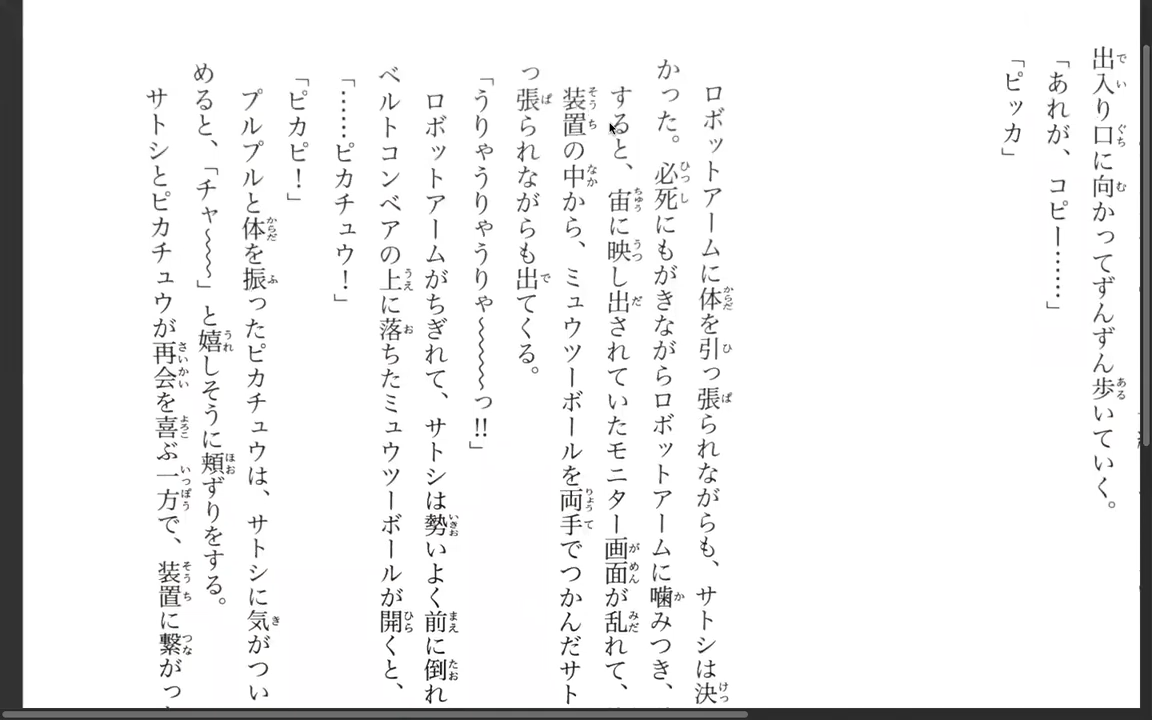 出入り口に向かってずんずん歩いていく。
「あれが、コピー……」
「ピッカ」
ロボットアームに体を引っ張られながらも、サトシは決
かった。必死にもがきながらロボットアームに噛みつき、
すると、宙に映し出されていたモニター画面が乱れて、
装置の中から、ミュウツーボールを両手でつかんだサト
っ張られながらも出てくる。
「うりゃうりゃうりゃ～～～～っ!!」
ロボットアームがちぎれて、サトシは勢いよく前に倒れ
ベルトコンベアの上に落ちたミュウツーボールが開くと、
「……ピカチュウ！」
「ピカピ！」
プルプルと体を振ったピカチュウは、サトシに気がつい
めると、「チャ～～～」と嬉しそうに頬ずりをする。
サトシとピカチュウが再会を喜ぶ一方で、装置に繋がっ